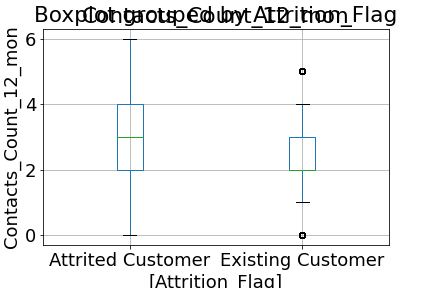 Boxplot grouped by Attrition_Flag
Contacts_Count_12_mon
Contacts_Count_12_mon
6
4
2
0
Attrited Customer Existing Customer
[Attrition_Flag]